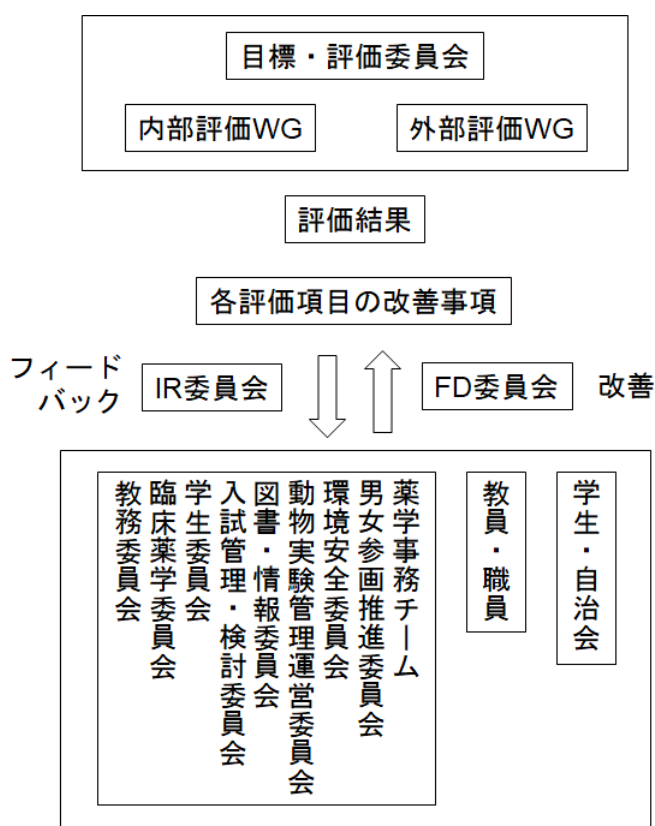 目標・評価委員会
内部評価WG
外部評価WG
評価結果
各評価項目の改善事項
フィード
バック
IR委員会
FD委員会
改善
教務委員会
臨床薬学委員会
学生委員会
入試管理・検討委員会
図書・情報委員会
動物実験管理運営委員会
環境安全委員会
男女参画推進委員会
薬学事務チーム
教員・職員
学生・自治会